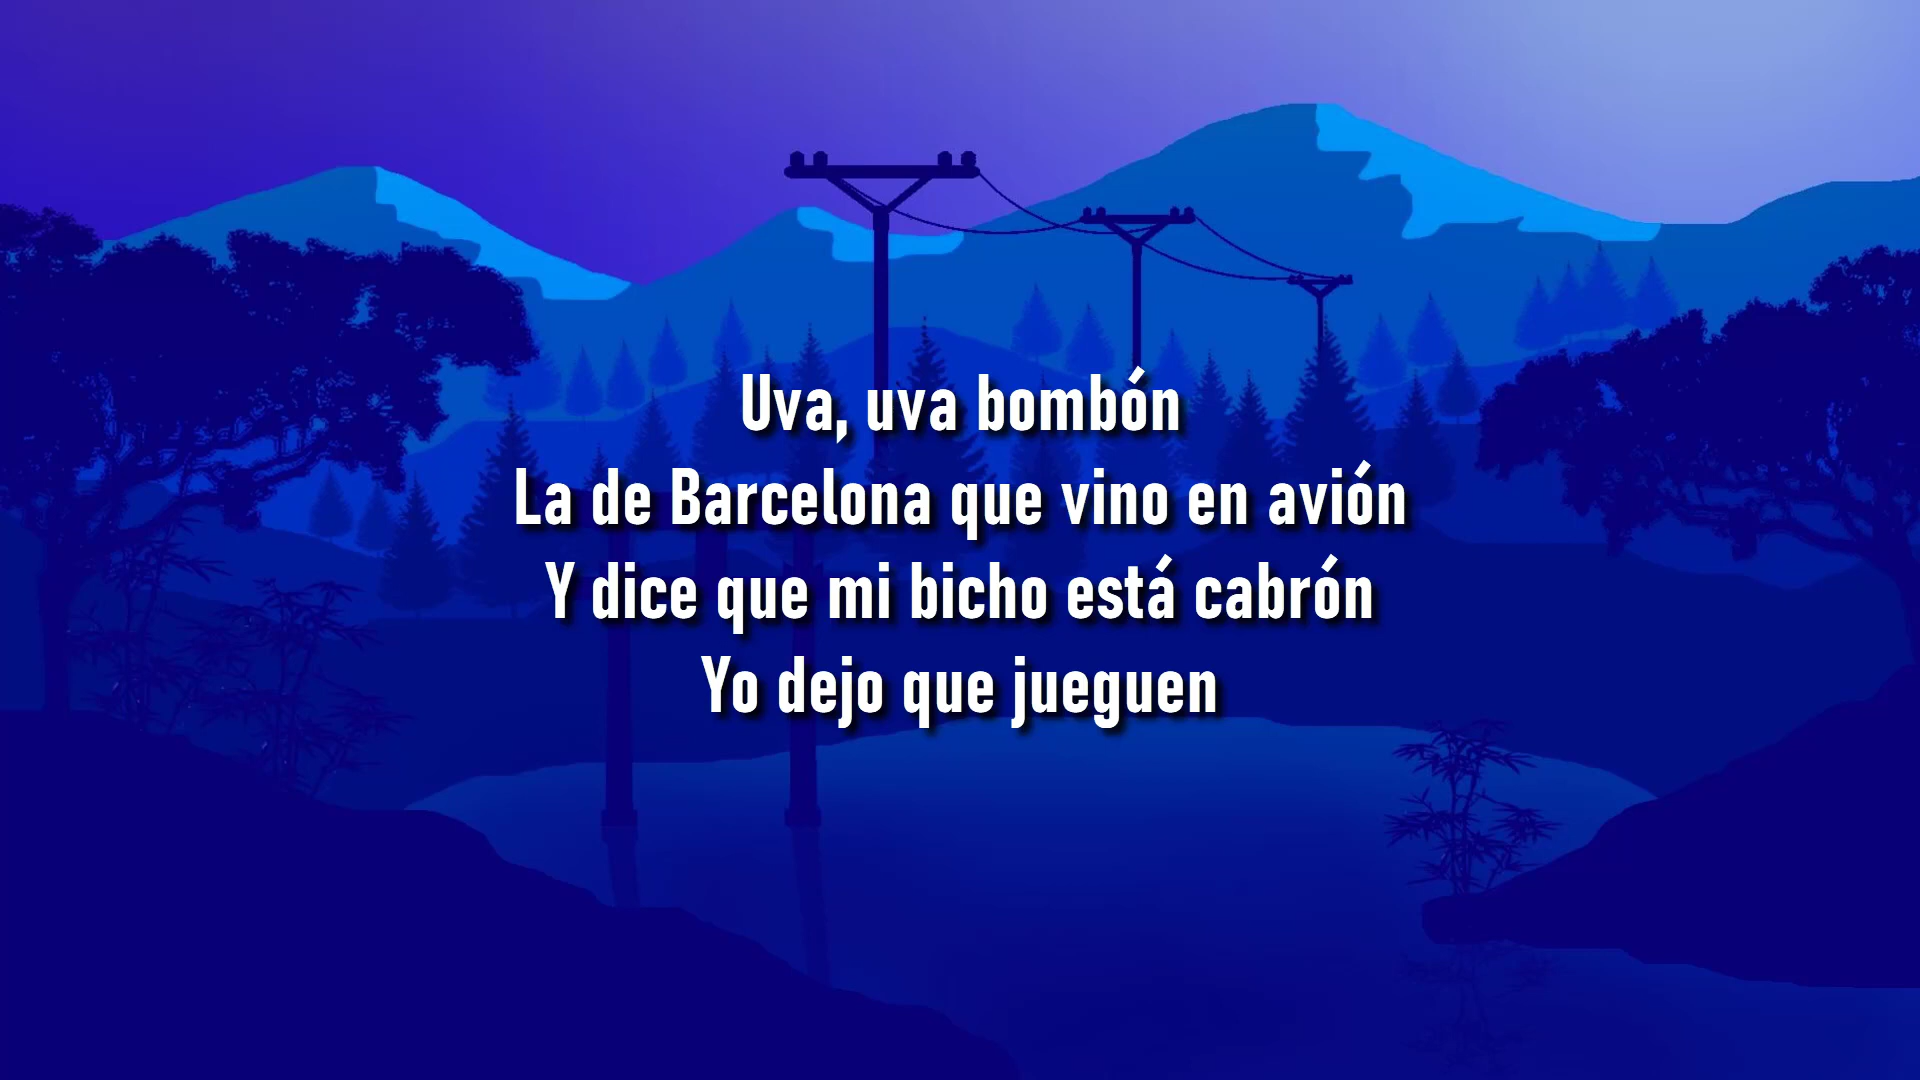 Uva, uva bombón
La de Barcelona que vino en avión
Y dice que mi bicho está cabrón
Yo dejo que jueguen